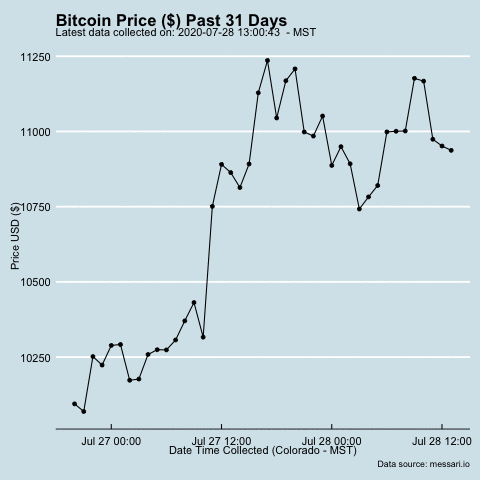 Bitcoin Price ($) Past 31 Days
Latest data collected on: 2020-07-28 13:00:43  - MST
11250
11000
10750
10500
10250
Price USD ($)
Jul 27 00:00 Jul 27 12:00 Jul 28 00:00 Jul 28 12:00
Date Time Collected (Colorado - MST)
Data source: messari.io